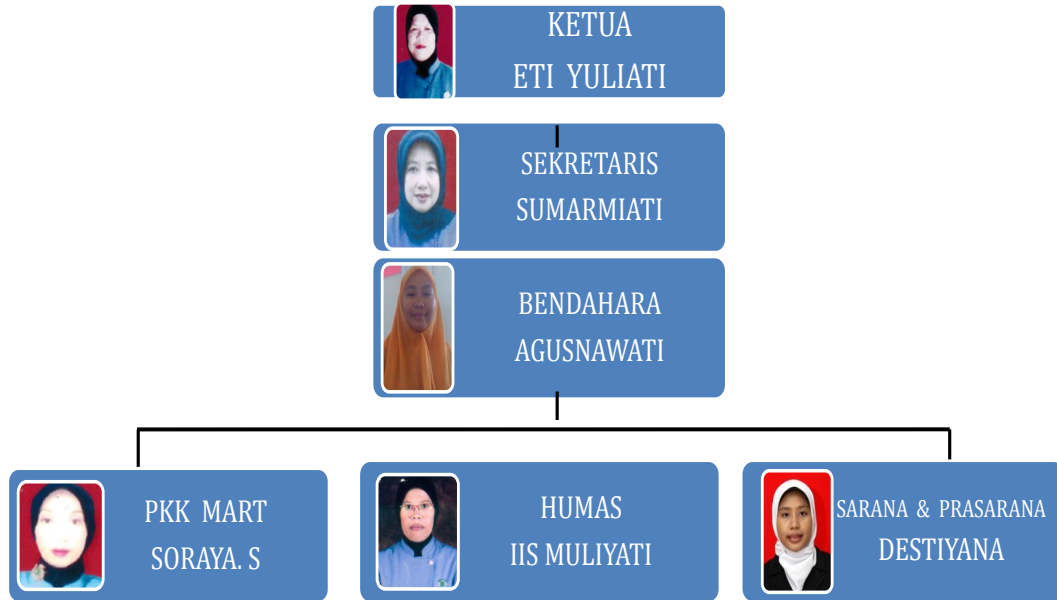 KETUA
ETI YULIATI
SEKRETARIS
SUMARMIATI
BENDAHARA
AGUSNAWATI
PKK MART
SORAYA. S
HUMAS
IIS MULIYATI
SARANA & PRASARANA
DESTIYANA